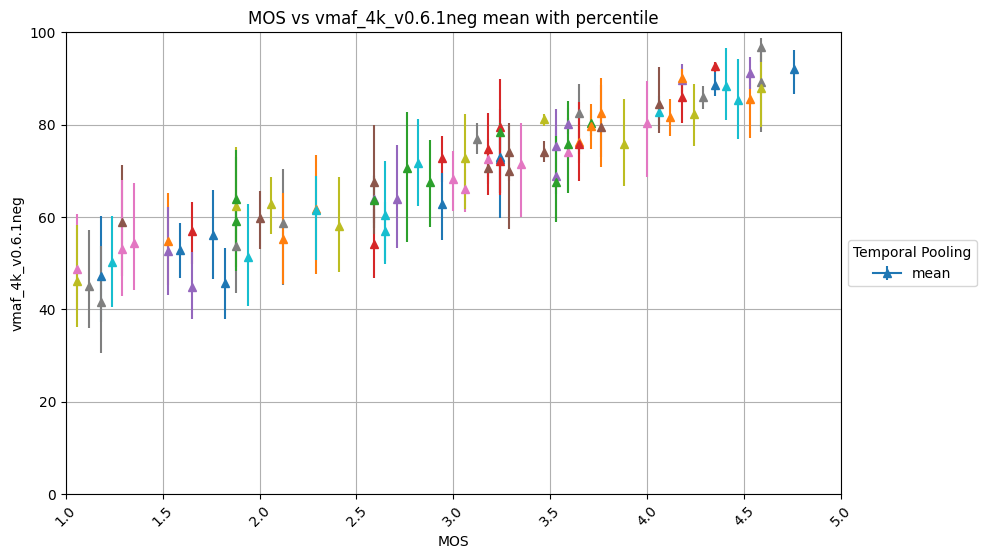 MOS vs vmaf_4k_v0.6.1neg mean with percentile
100
80
60
40
20
0
vmaf_4k_v0.6.1neg
1.0 1.5 2.0 2.5 3.0 3.5 4.0 4.5 5.0
MOS
Temporal Pooling
mean